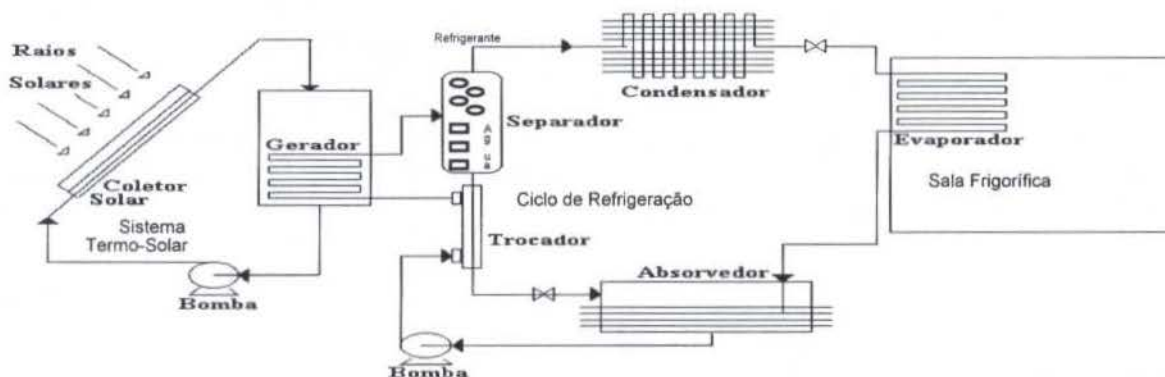 Raios
Solares
Coletor
Solar
Sistema
Termo-Solar
Bomba
Gerador
Refrigerante
Separador
Água
Condensador
Evaporador
Sala Frigorífica
Ciclo de Refrigeração
Trocador
Absorvedor
Bomba